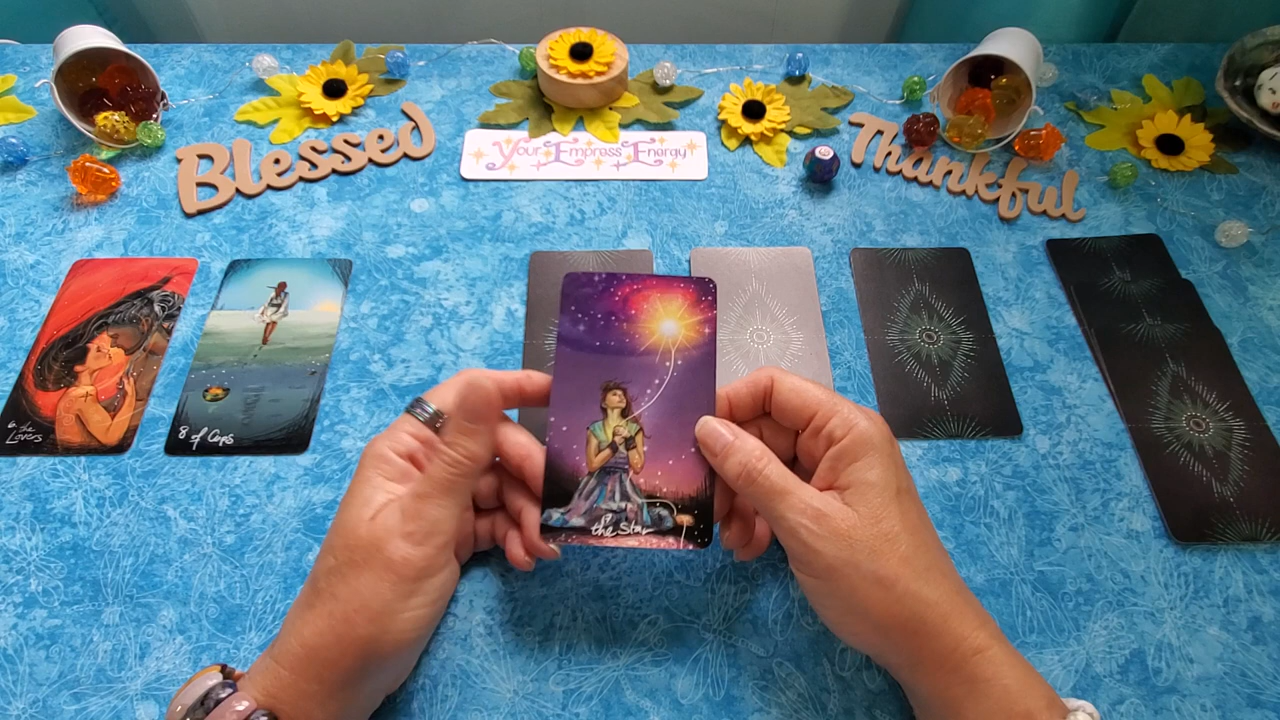 Blessed
Your Empress Energy
Thankful
6. the
Lovers
8 of Cups
the Star